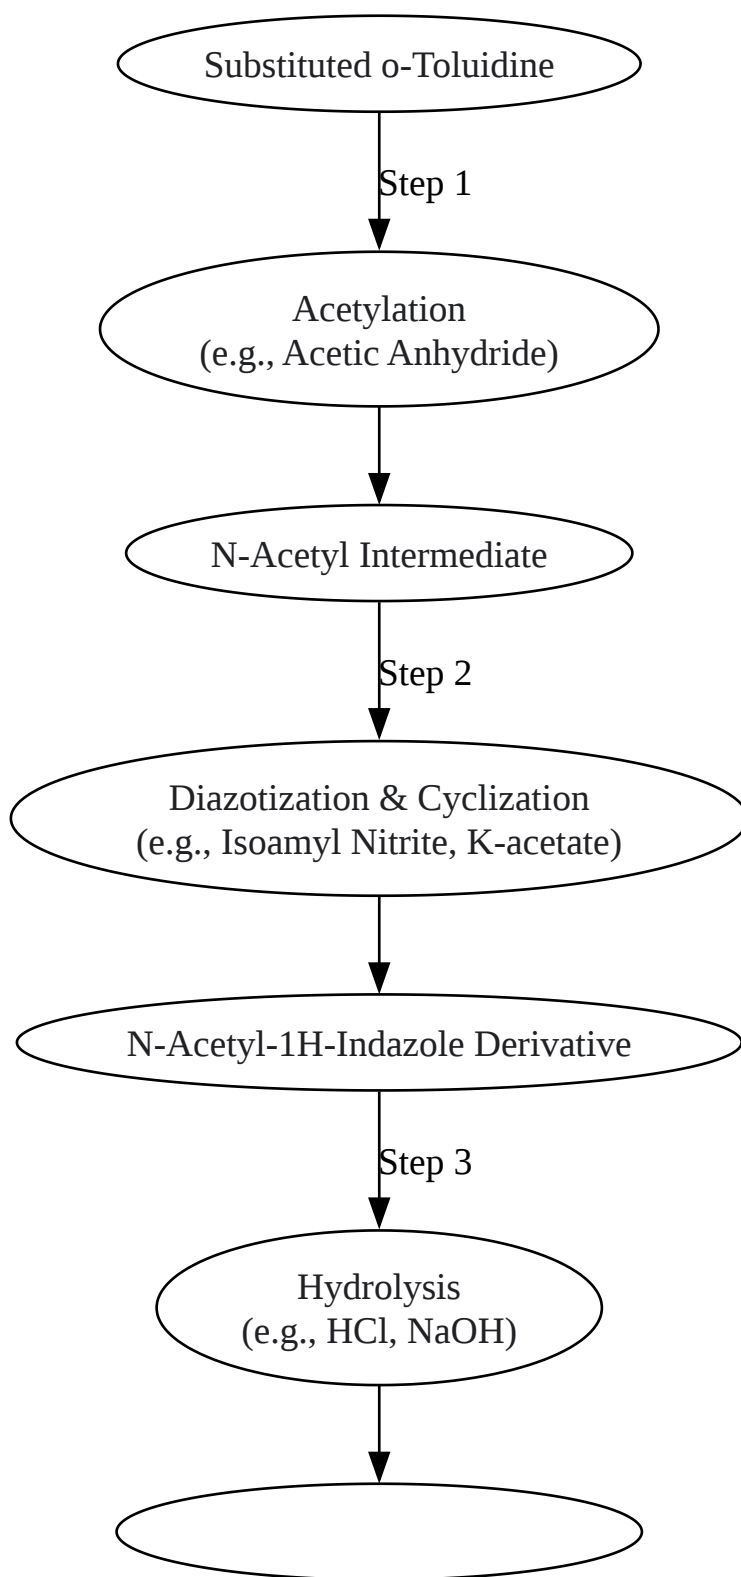 Substituted o-Toluidine
Step 1
Acetylation
(e.g., Acetic Anhydride)
N-Acetyl Intermediate
Step 2
Diazotization & Cyclization
(e.g., Isoamyl Nitrite, K-acetate)
N-Acetyl-1H-Indazole Derivative
Step 3
Hydrolysis
(e.g., HCl, NaOH)